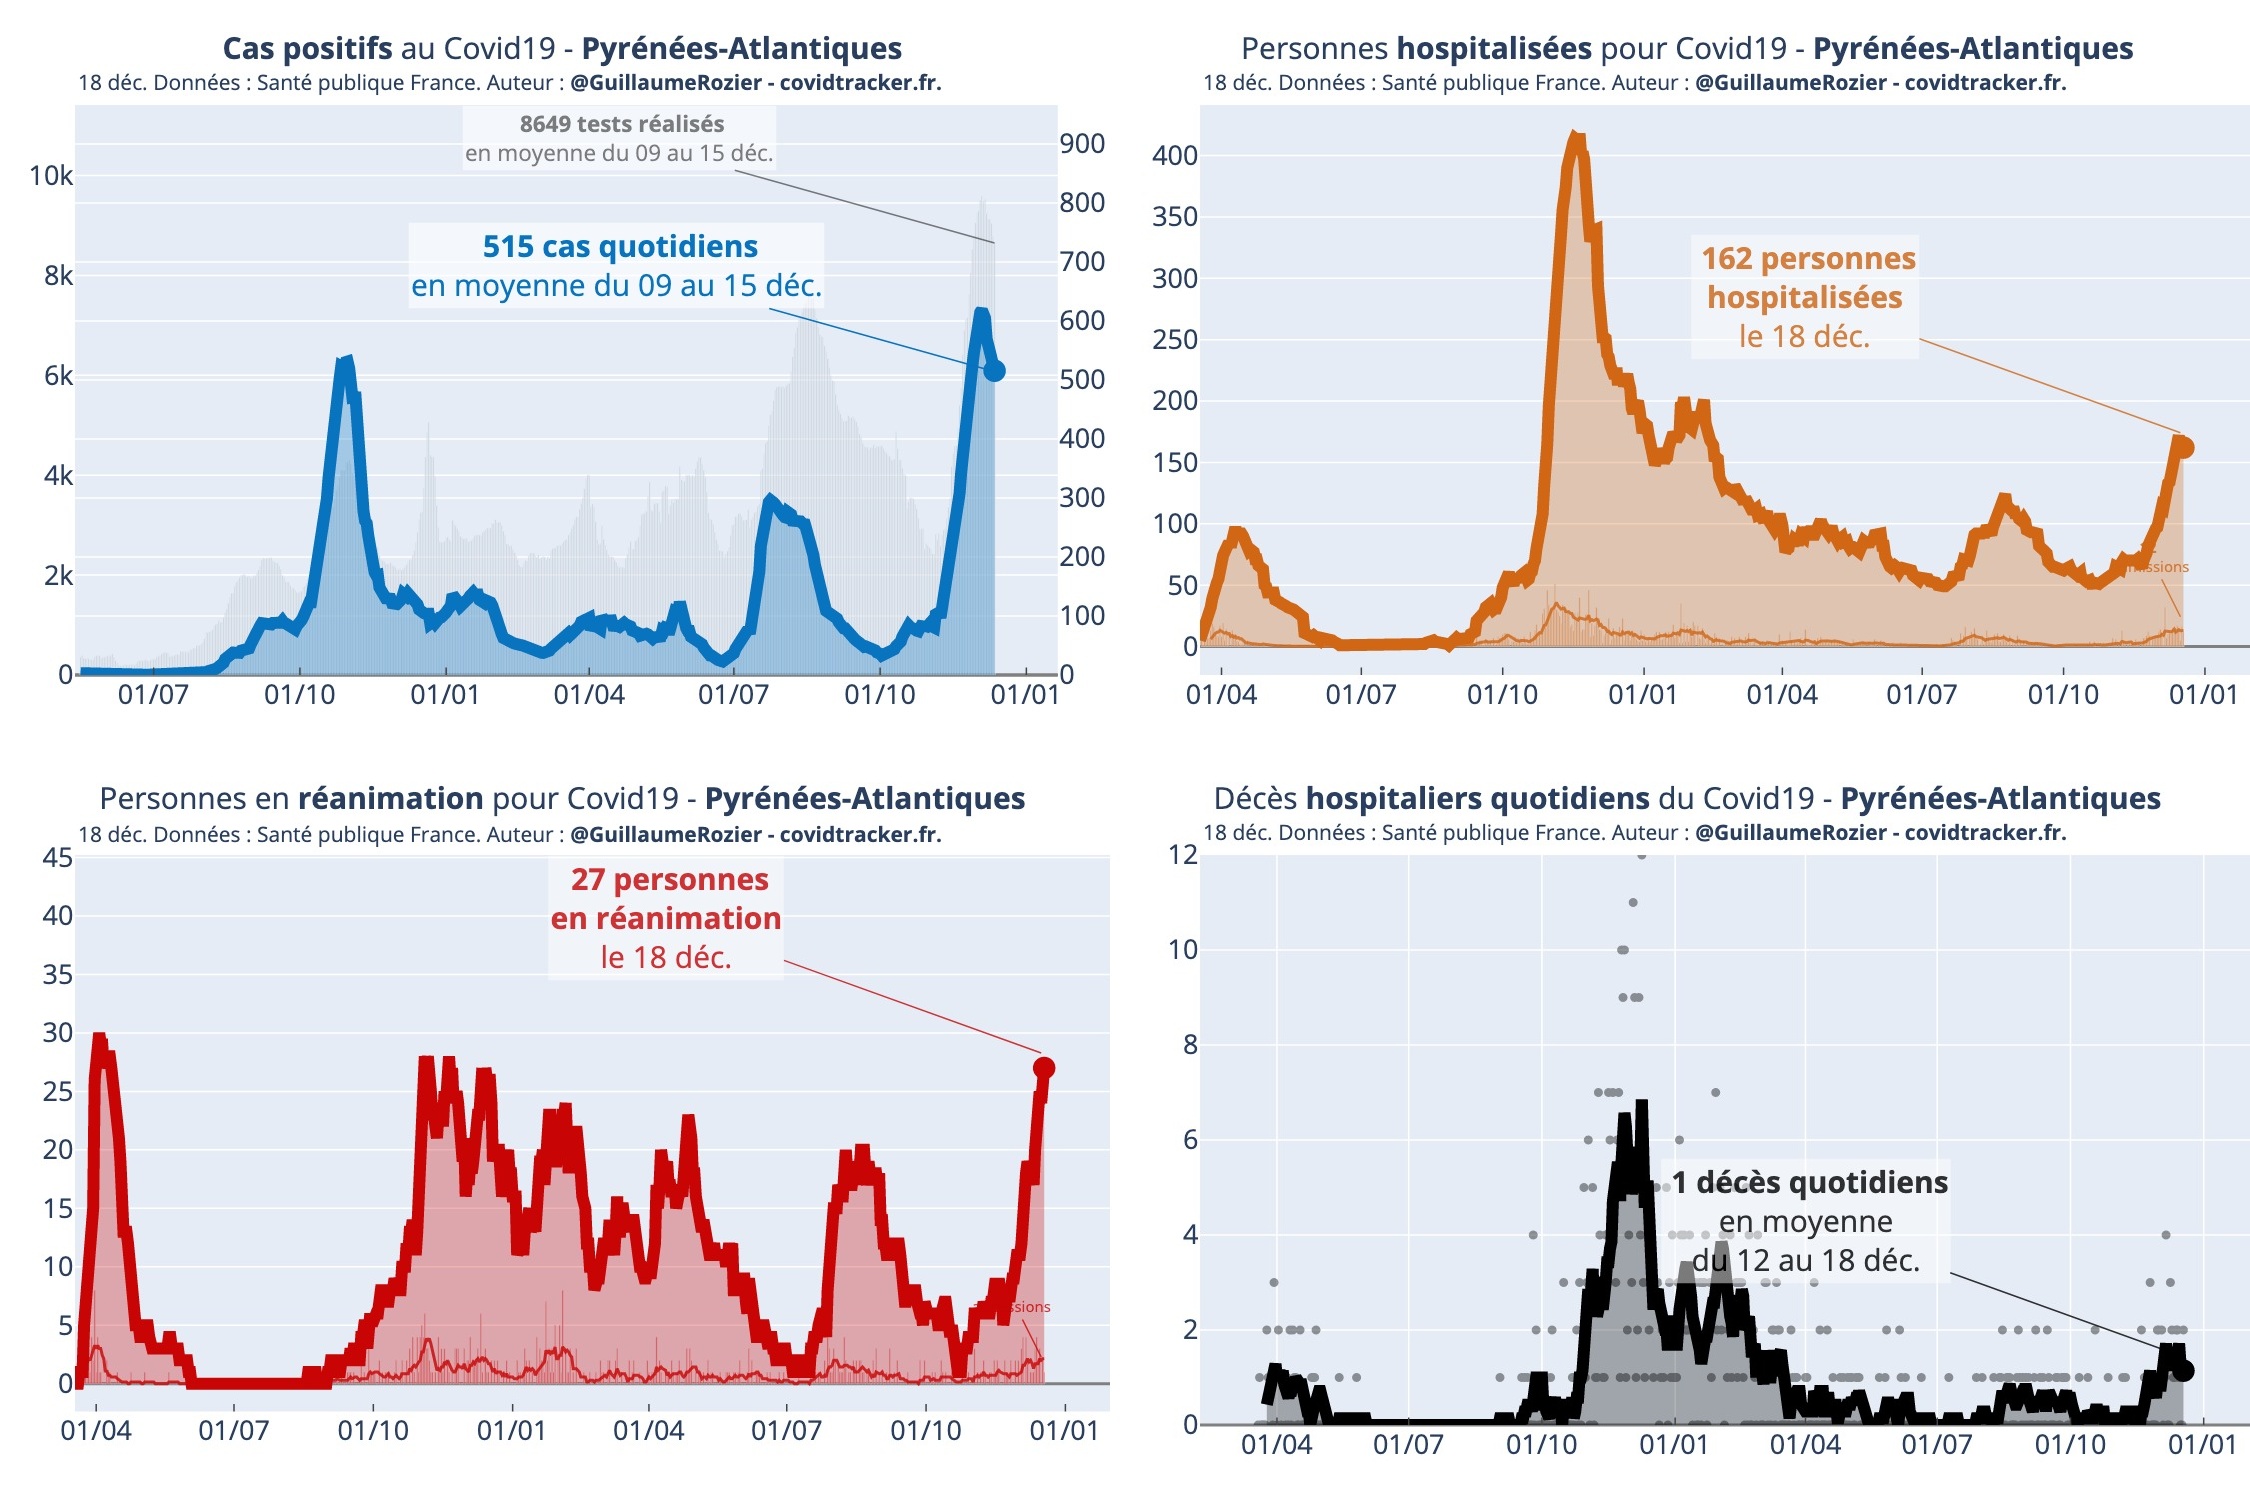 Cas positifs au Covid19 - Pyrénées-Atlantiques
18 déc. Données : Santé publique France. Auteur : @GuillaumeRozier - covidtracker.fr.
8649 tests réalisés
en moyenne du 09 au 15 déc.
515 cas quotidiens
en moyenne du 09 au 15 déc.
10k
8k
6k
4k
2k
0
900
800
700
600
500
400
300
200
100
0
01/07 01/10 01/01 01/04 01/07 01/10 01/01
Personnes hospitalisées pour Covid19 - Pyrénées-Atlantiques
18 déc. Données : Santé publique France. Auteur : @GuillaumeRozier - covidtracker.fr.
162 personnes
hospitalisées
le 18 déc.
400
350
300
250
200
150
100
50
0
01/04 01/07 01/10 01/01 01/04 01/07 01/10 01/01
Personnes en réanimation pour Covid19 - Pyrénées-Atlantiques
18 déc. Données : Santé publique France. Auteur : @GuillaumeRozier - covidtracker.fr.
27 personnes
en réanimation
le 18 déc.
45
40
35
30
25
20
15
10
5
0
01/04 01/07 01/10 01/01 01/04 01/07 01/10 01/01
Décès hospitaliers quotidiens du Covid19 - Pyrénées-Atlantiques
18 déc. Données : Santé publique France. Auteur : @GuillaumeRozier - covidtracker.fr.
1 décès quotidiens
en moyenne
du 12 au 18 déc.
12
10
8
6
4
2
0
01/04 01/07 01/10 01/01 01/04 01/07 01/10 01/01